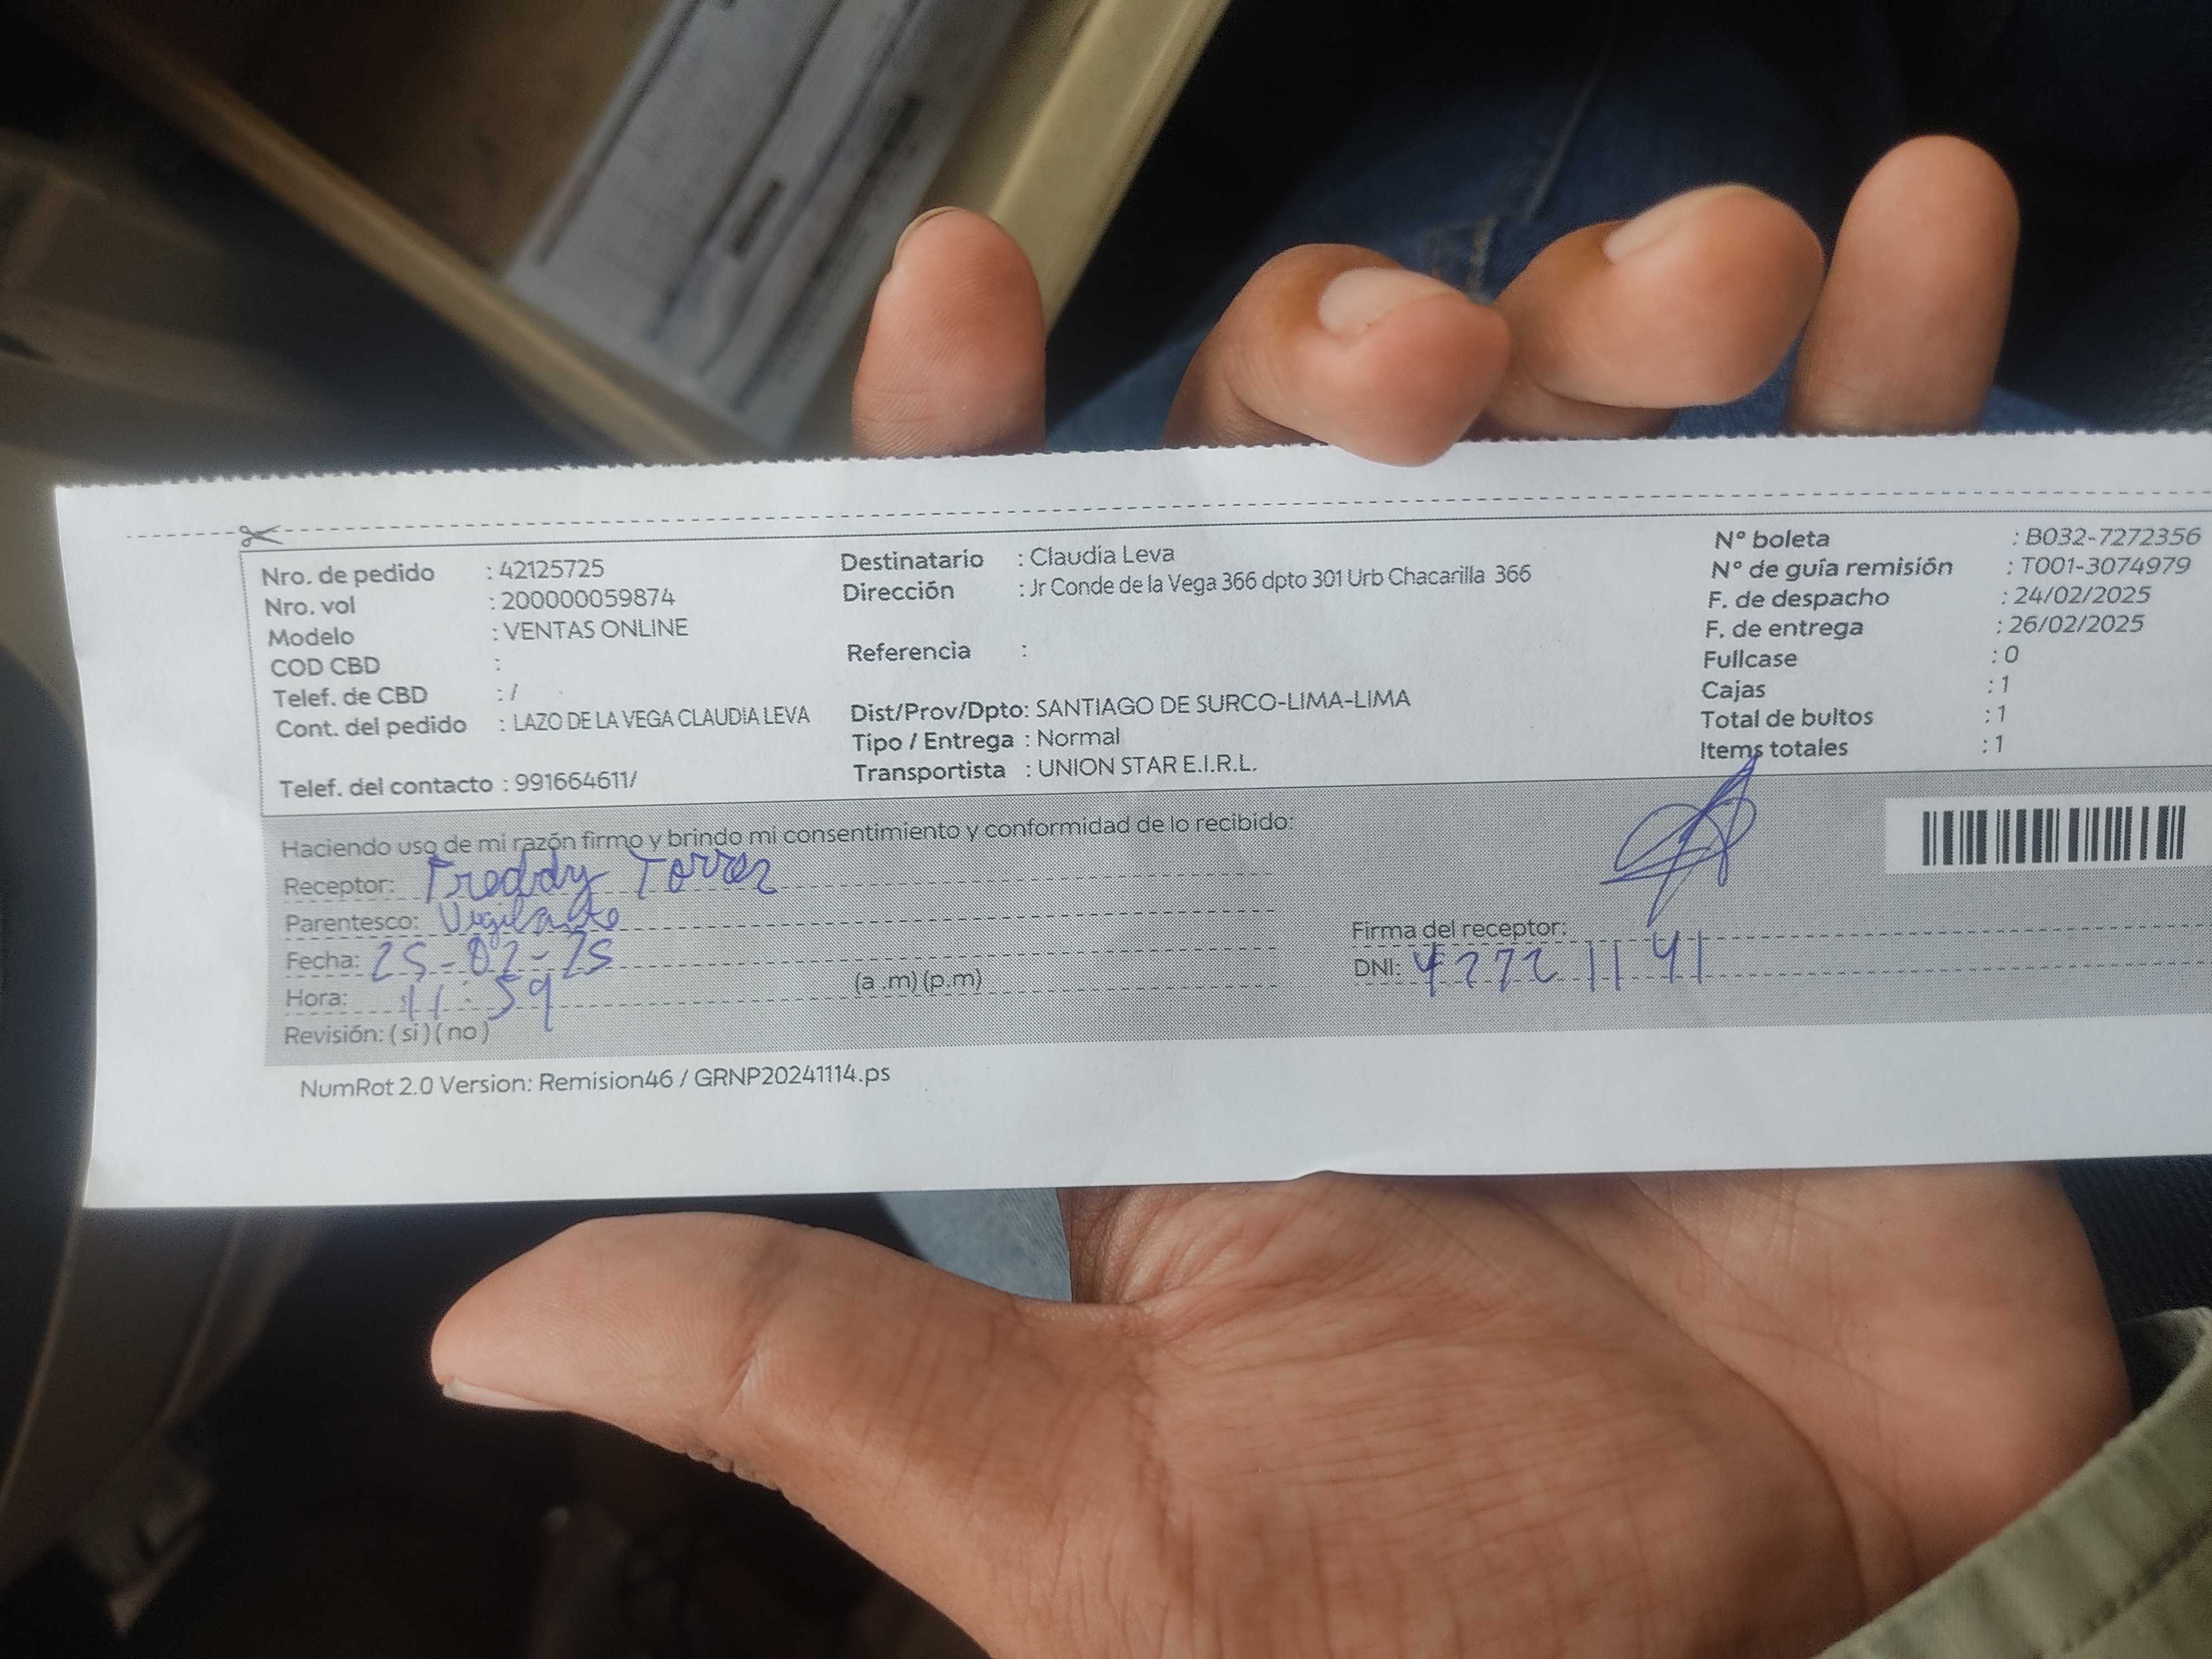 Nro. de pedido : 42125725
Nro. vol : 200000059874
Modelo : VENTAS ONLINE
COD CBD :
Telef. de CBD : /
Cont. del pedido : LAZO DE LA VEGA CLAUDIA LEVA
Telef. del contacto : 991664611/
Destinatario : Claudia Leva
Dirección : Jr Conde de la Vega 366 dpto 301 Urb Chacarilla 366
Referencia :
Dist/Prov/Dpto: SANTIAGO DE SURCO-LIMA-LIMA
Tipo / Entrega : Normal
Transportista : UNION STAR E.I.R.L.
N° boleta : B032-7272356
N° de guía remisión : T001-3074979
F. de despacho : 24/02/2025
F. de entrega : 26/02/2025
Fullcase : 0
Cajas : 1
Total de bultos : 1
Items totales : 1
Haciendo uso de mi razón firmo y brindo mi consentimiento y conformidad de lo recibido:
Receptor: Freddy Torres
Parentesco: Vigilante
Fecha: 25-02-25
Hora: 11:59 (a .m) (p.m)
Revisión: ( si ) ( no )
Firma del receptor:
DNI: 42721141
NumRot 2.0 Version: Remision46 / GRNP20241114.ps